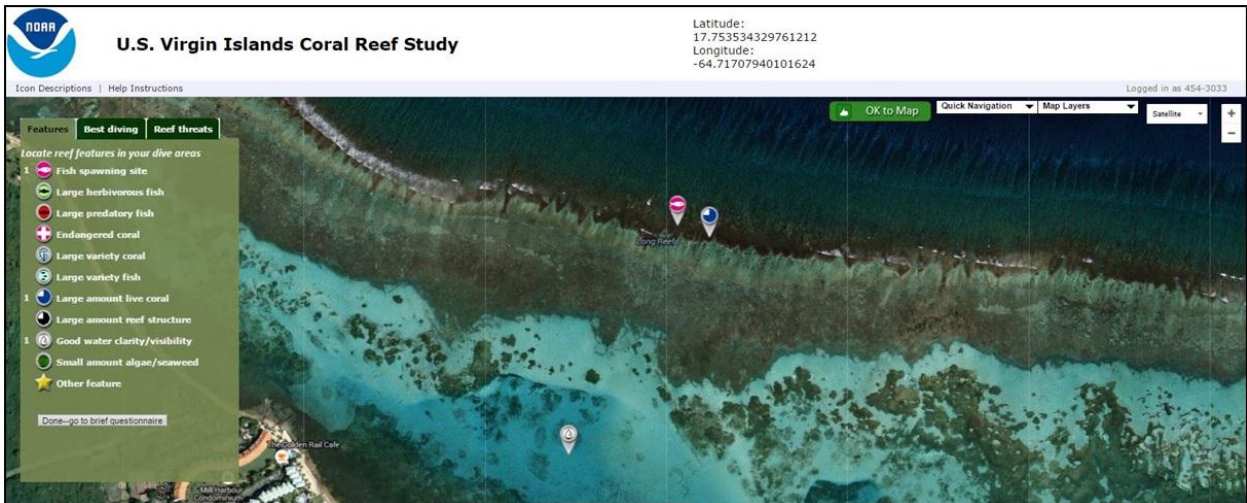 NOAA
U.S. Virgin Islands Coral Reef Study
Latitude:
17.753534329761212
Longitude:
-64.71707940101624
Icon Descriptions | Help Instructions
Logged in as 454-3033
OK to Map
Quick Navigation
Map Layers
Satellite
+
-
Features
Best diving
Reef threats
Locate reef features in your dive areas
1 Fish spawning site
Large herbivorous fish
Large predatory fish
Endangered coral
Large variety coral
Large variety fish
1 Large amount live coral
Large amount reef structure
1 Good water clarity/visibility
Small amount algae/seaweed
Other feature
Done--go to brief questionnaire
Long Reef
The Golden Rail Cafe
Mill Harbour
Condominium